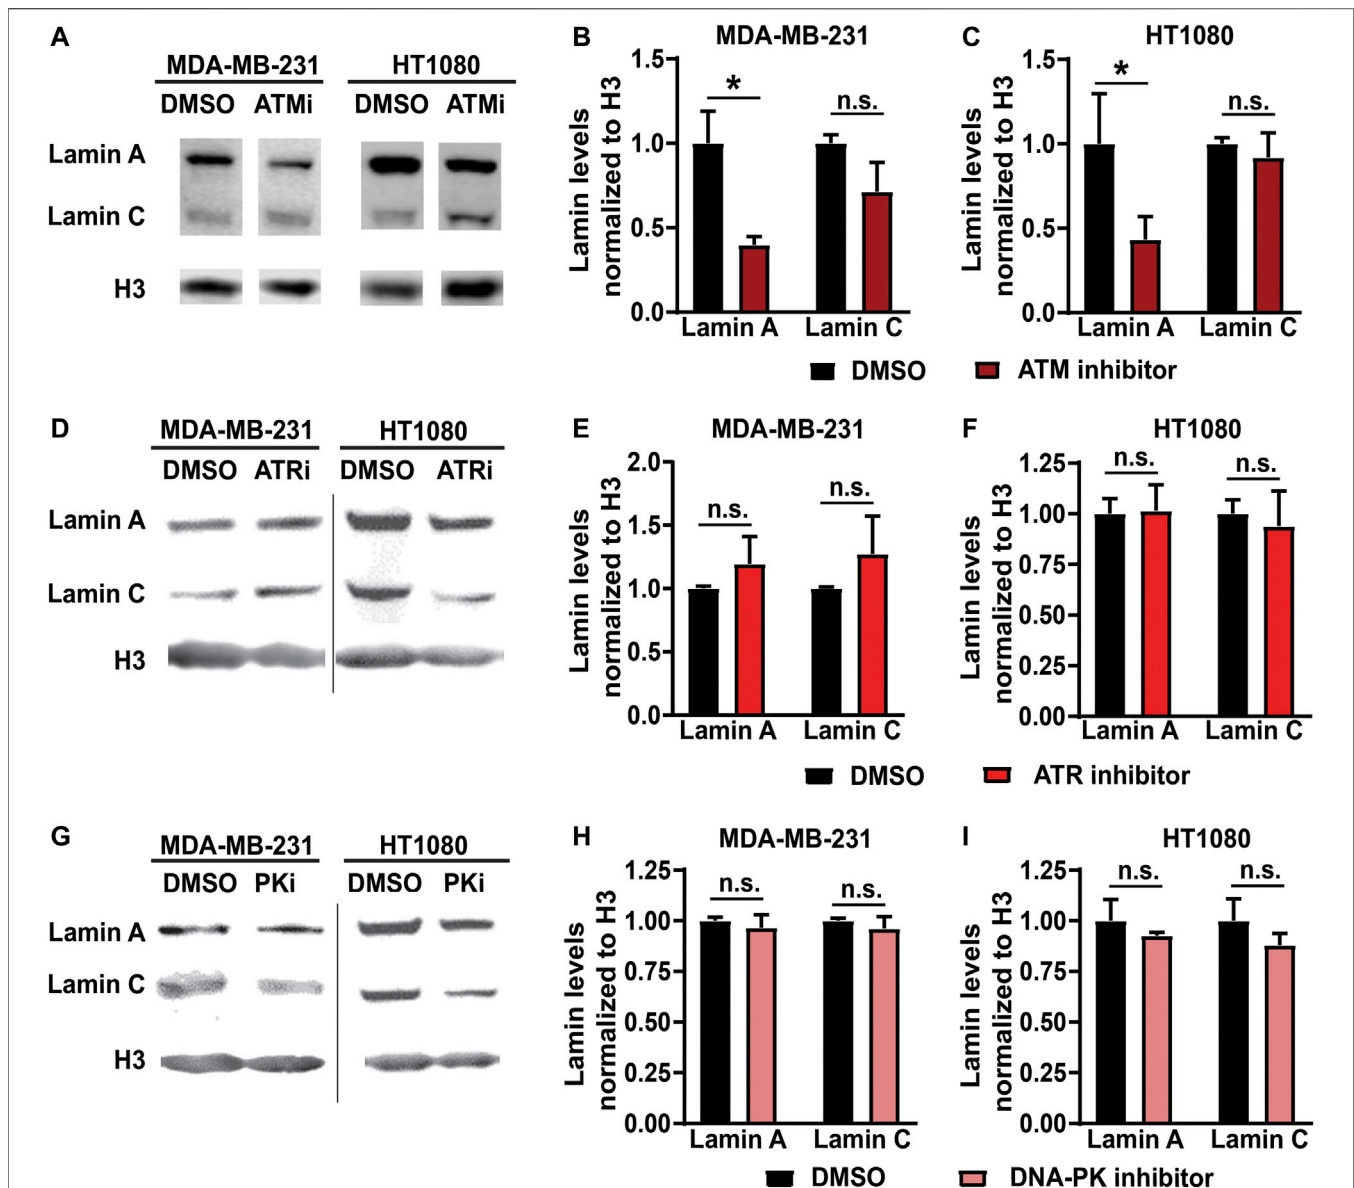 A
MDA-MB-231 HT1080
DMSO ATMi DMSO ATMi
Lamin A
Lamin C
H3
B
MDA-MB-231
Lamin levels
normalized to H3
1.5
1.0
0.5
0.0
*
n.s.
Lamin A Lamin C
C
HT1080
Lamin levels
normalized to H3
1.5
1.0
0.5
0.0
*
n.s.
Lamin A Lamin C
DMSO ATM inhibitor
D
MDA-MB-231 HT1080
DMSO ATRi DMSO ATRi
Lamin A
Lamin C
H3
E
MDA-MB-231
Lamin levels
normalized to H3
2.0
1.5
1.0
0.5
0.0
n.s.
n.s.
Lamin A Lamin C
F
HT1080
Lamin levels
normalized to H3
1.25
1.00
0.75
0.50
0.25
0.00
n.s.
n.s.
Lamin A Lamin C
DMSO ATR inhibitor
G
MDA-MB-231 HT1080
DMSO PKi DMSO PKi
Lamin A
Lamin C
H3
H
MDA-MB-231
Lamin levels
normalized to H3
1.25
1.00
0.75
0.50
0.25
0.00
n.s.
n.s.
Lamin A Lamin C
I
HT1080
Lamin levels
normalized to H3
1.25
1.00
0.75
0.50
0.25
0.00
n.s.
n.s.
Lamin A Lamin C
DMSO DNA-PK inhibitor